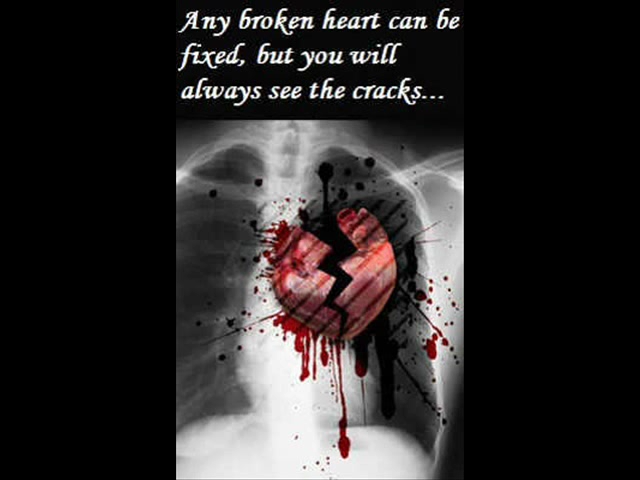 Any broken heart can be
fixed, but you will
always see the cracks...